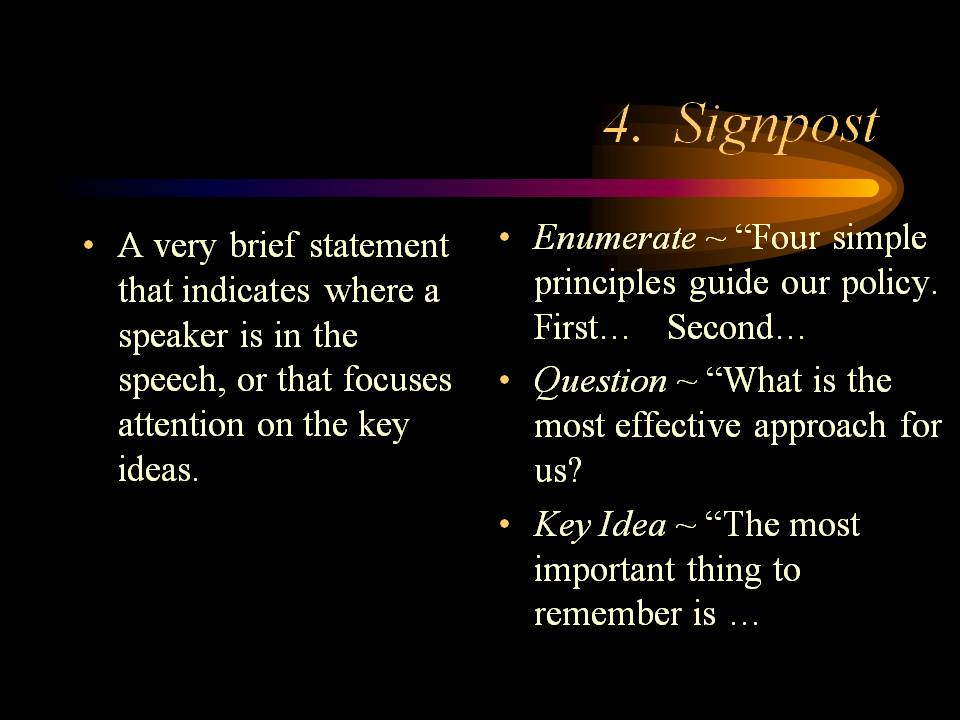 4. Signpost
• A very brief statement
that indicates where a
speaker is in the
speech, or that focuses
attention on the key
ideas.
• Enumerate ~ “Four simple
principles guide our policy.
First… Second…
• Question ~ “What is the
most effective approach for
us?
• Key Idea ~ “The most
important thing to
remember is …